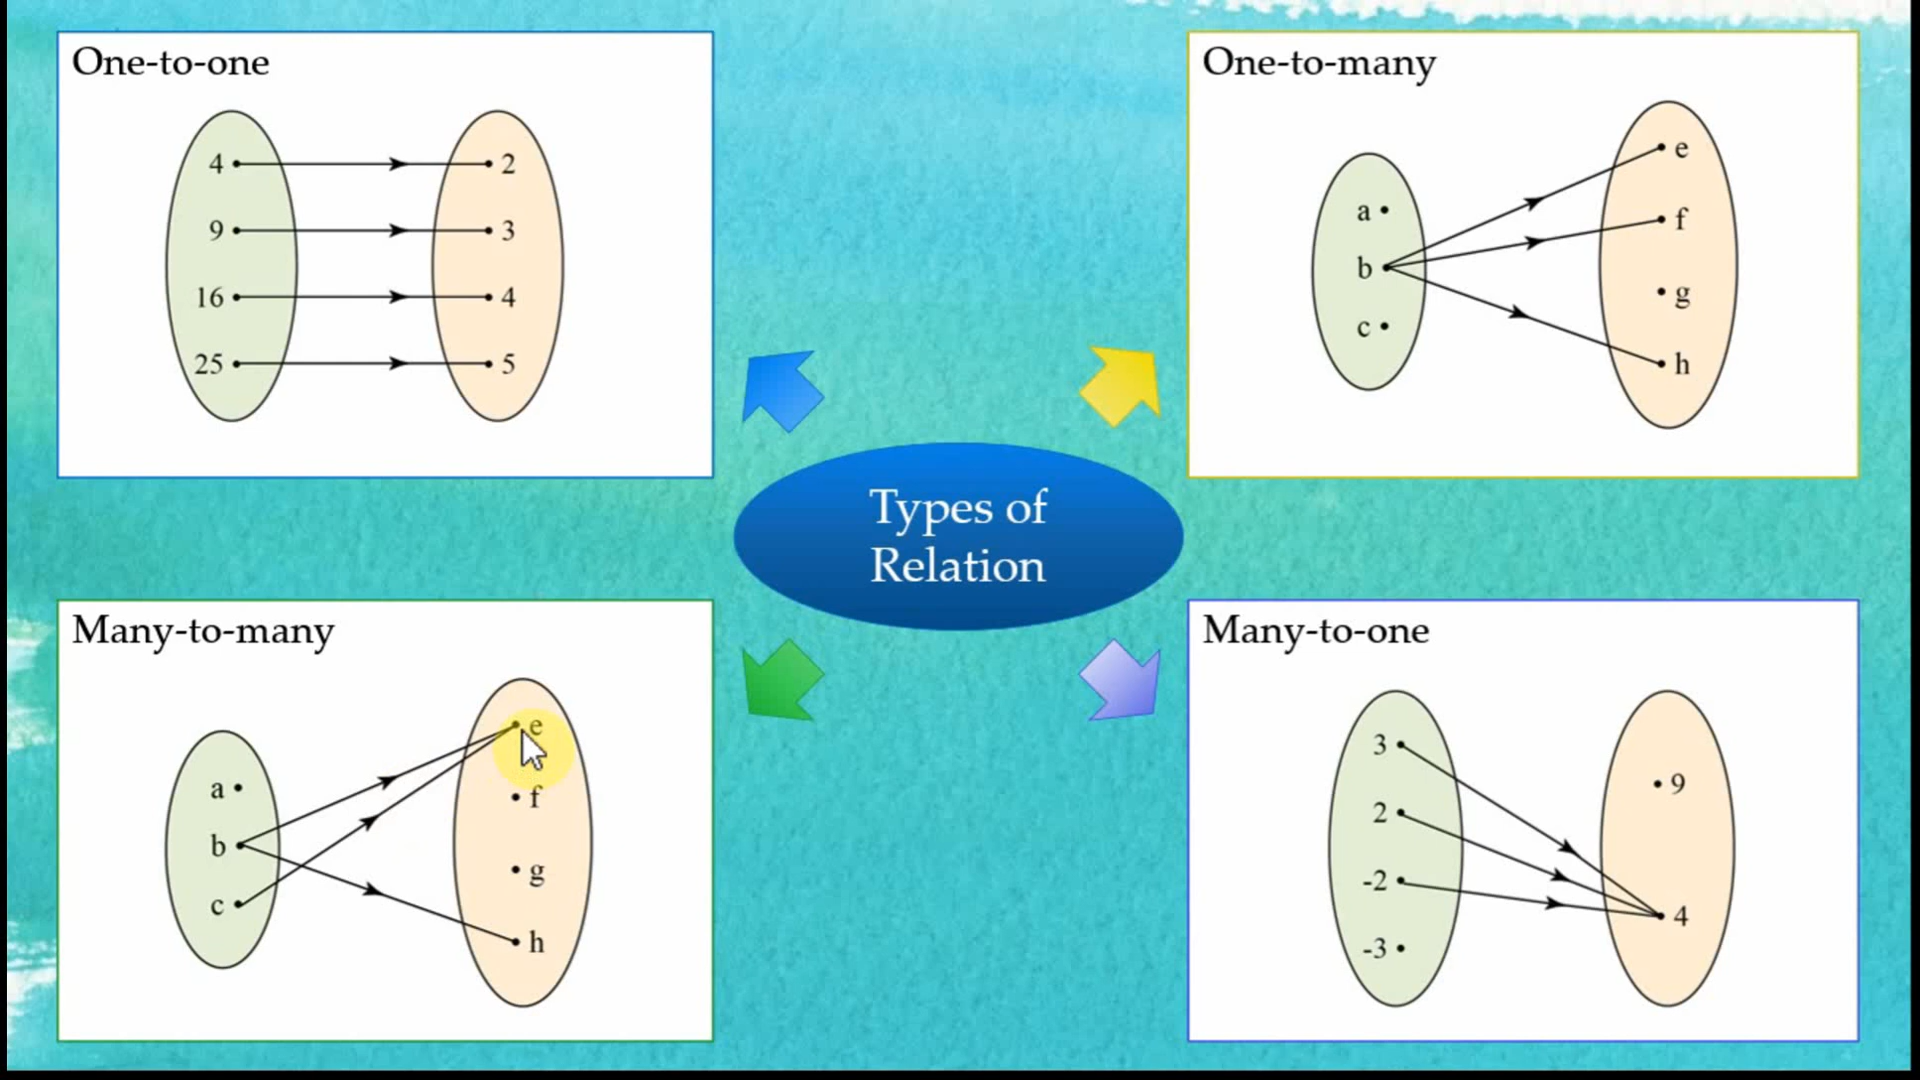 One-to-one
4 2
9 3
16 4
25 5
One-to-many
a
b
c
e
f
g
h
Types of
Relation
Many-to-many
a
b
c
e
f
g
h
Many-to-one
3
2
-2
-3
9
4